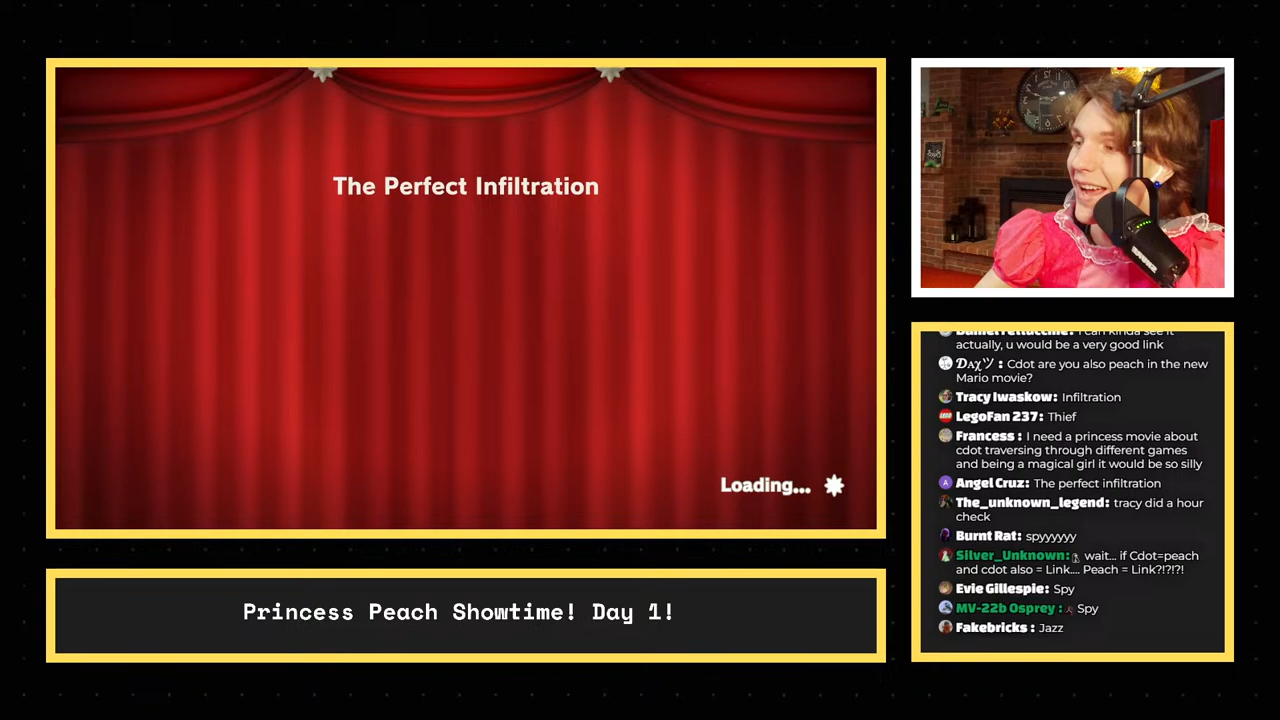 The Perfect Infiltration
Loading...
Princess Peach Showtime! Day 1!
i can kinda see it
actually, u would be a very good link
Cdot are you also peach in the new
Mario movie?
Tracy Iwaskow: Infiltration
LegoFan 237: Thief
Francess : I need a princess movie about
cdot traversing through different games
and being a magical girl it would be so silly
Angel Cruz: The perfect infiltration
The_unknown_legend: tracy did a hour
check
Burnt Rat: spyyyyyy
Silver_Unknown: wait... if Cdot=peach
and cdot also = Link.... Peach = Link?!?!?!
Evie Gillespie: Spy
MV-22b Osprey : Spy
Fakebricks : Jazz